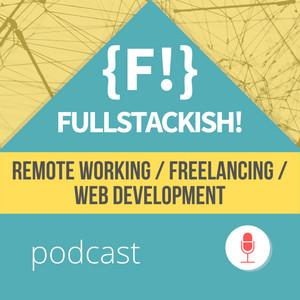 {F!}
FULLSTACKISH!
REMOTE WORKING / FREELANCING /
WEB DEVELOPMENT
podcast